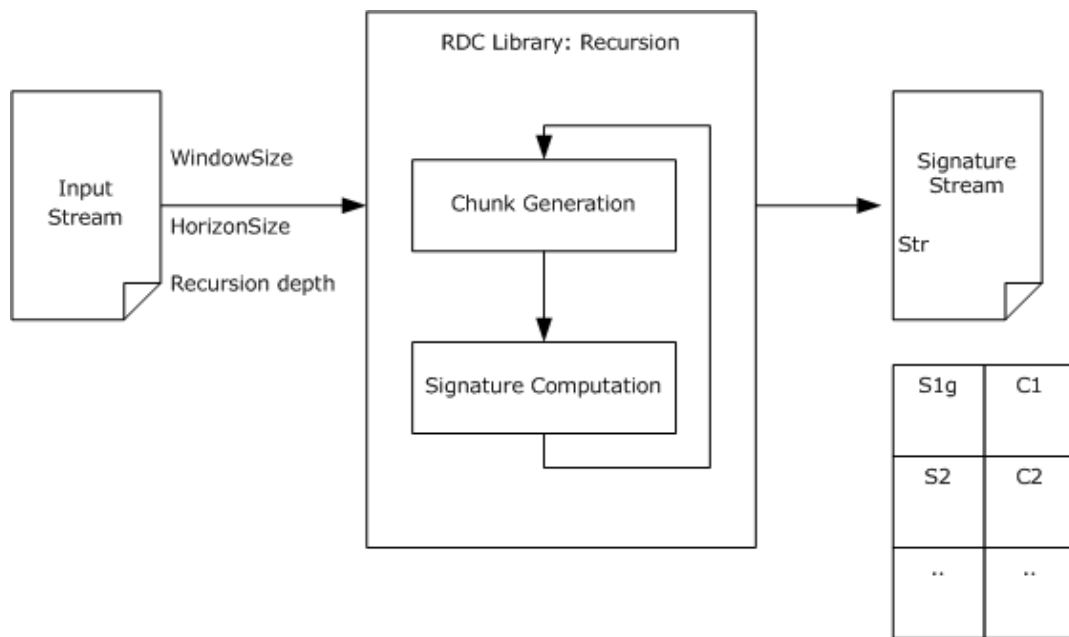 RDC Library: Recursion
Input
Stream
WindowSize
HorizonSize
Recursion depth
Chunk Generation
Signature Computation
Signature
Stream
Str
S1g C1
S2 C2
.. ..